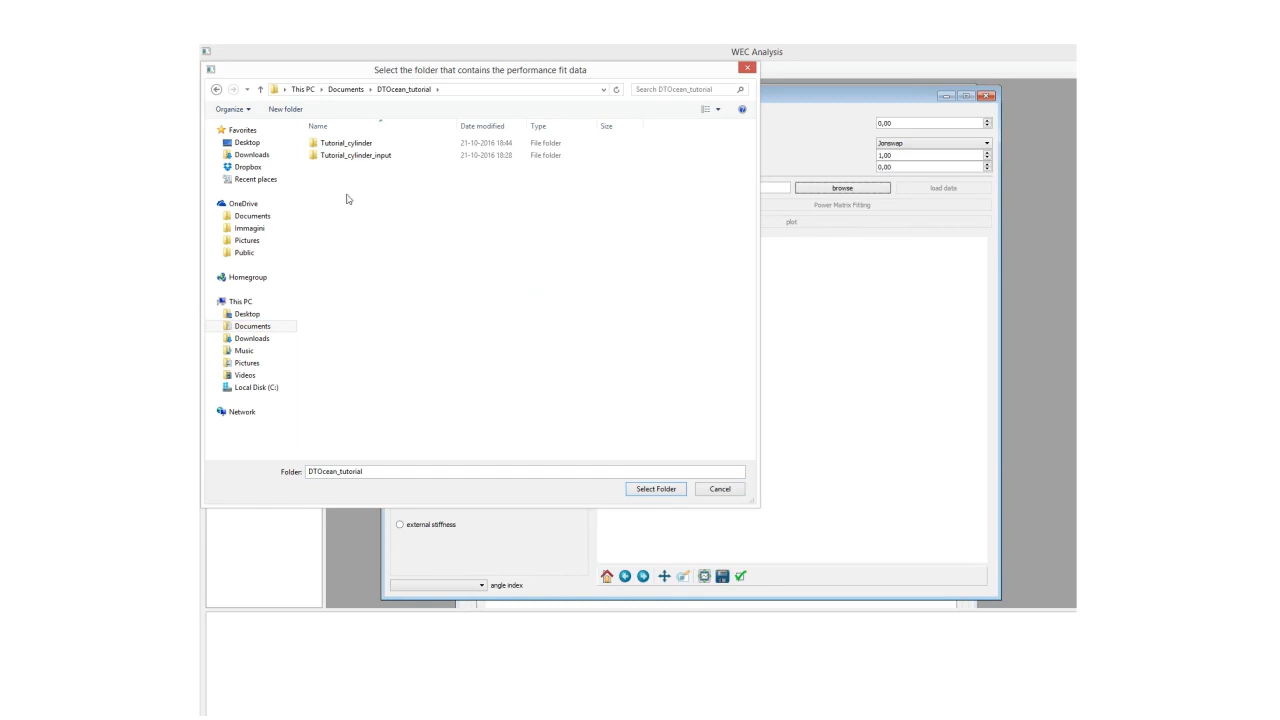 WEC Analysis
Select the folder that contains the performance fit data
This PC Documents DTOcean_tutorial
Search DTOcean_tutorial
Organize
New folder
Name Date modified Type Size
Tutorial_cylinder 21-10-2016 18:44 File folder
Tutorial_cylinder_input 21-10-2016 18:28 File folder
Favorites
Desktop
Downloads
Dropbox
Recent places
OneDrive
Documents
Immagini
Pictures
Public
Homegroup
This PC
Desktop
Documents
Downloads
Music
Pictures
Videos
Local Disk (C:)
Network
Folder: DTOcean_tutorial
Select Folder Cancel
0,00
Jonswap
1,00
0,00
browse load data
Power Matrix Fitting
plot
external stiffness
angle index